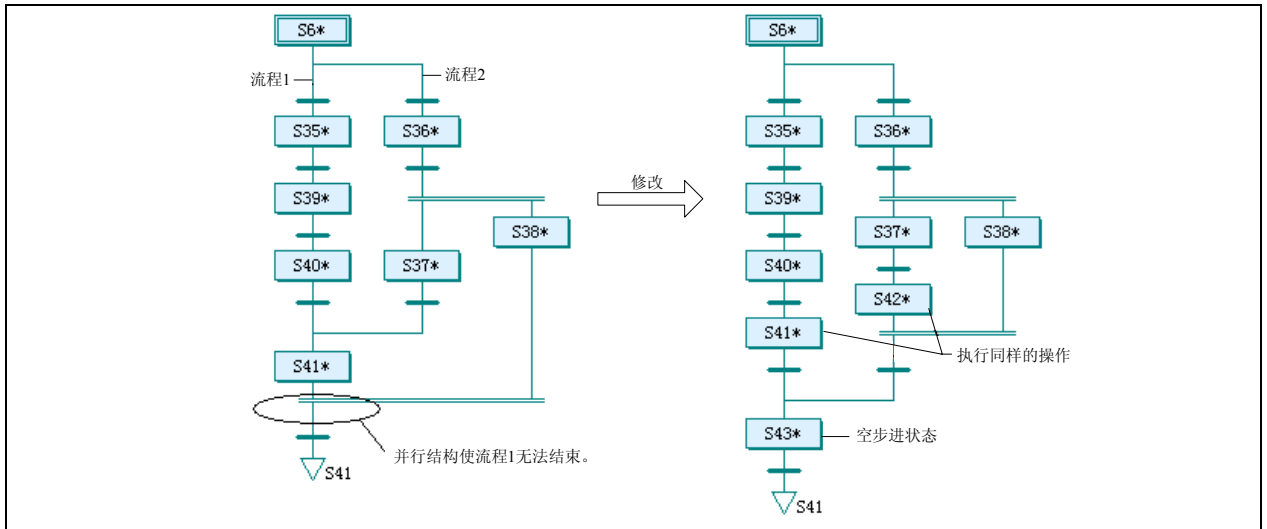 S6*
流程1
流程2
S35*
S36*
S39*
S38*
S40*
S37*
S41*
并行结构使流程1无法结束。
S41
修改
S6*
S35*
S36*
S39*
S37*
S38*
S40*
S42*
S41*
执行同样的操作
S43*
空步进状态
S41